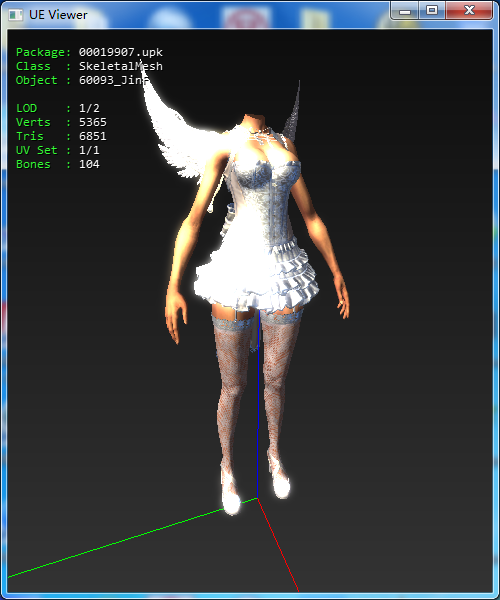 UE Viewer
Package: 00019907.upk
Class : SkeletalMesh
Object : 60093_Jine
LOD : 1/2
Verts : 5365
Tris : 6851
UV Set : 1/1
Bones : 104